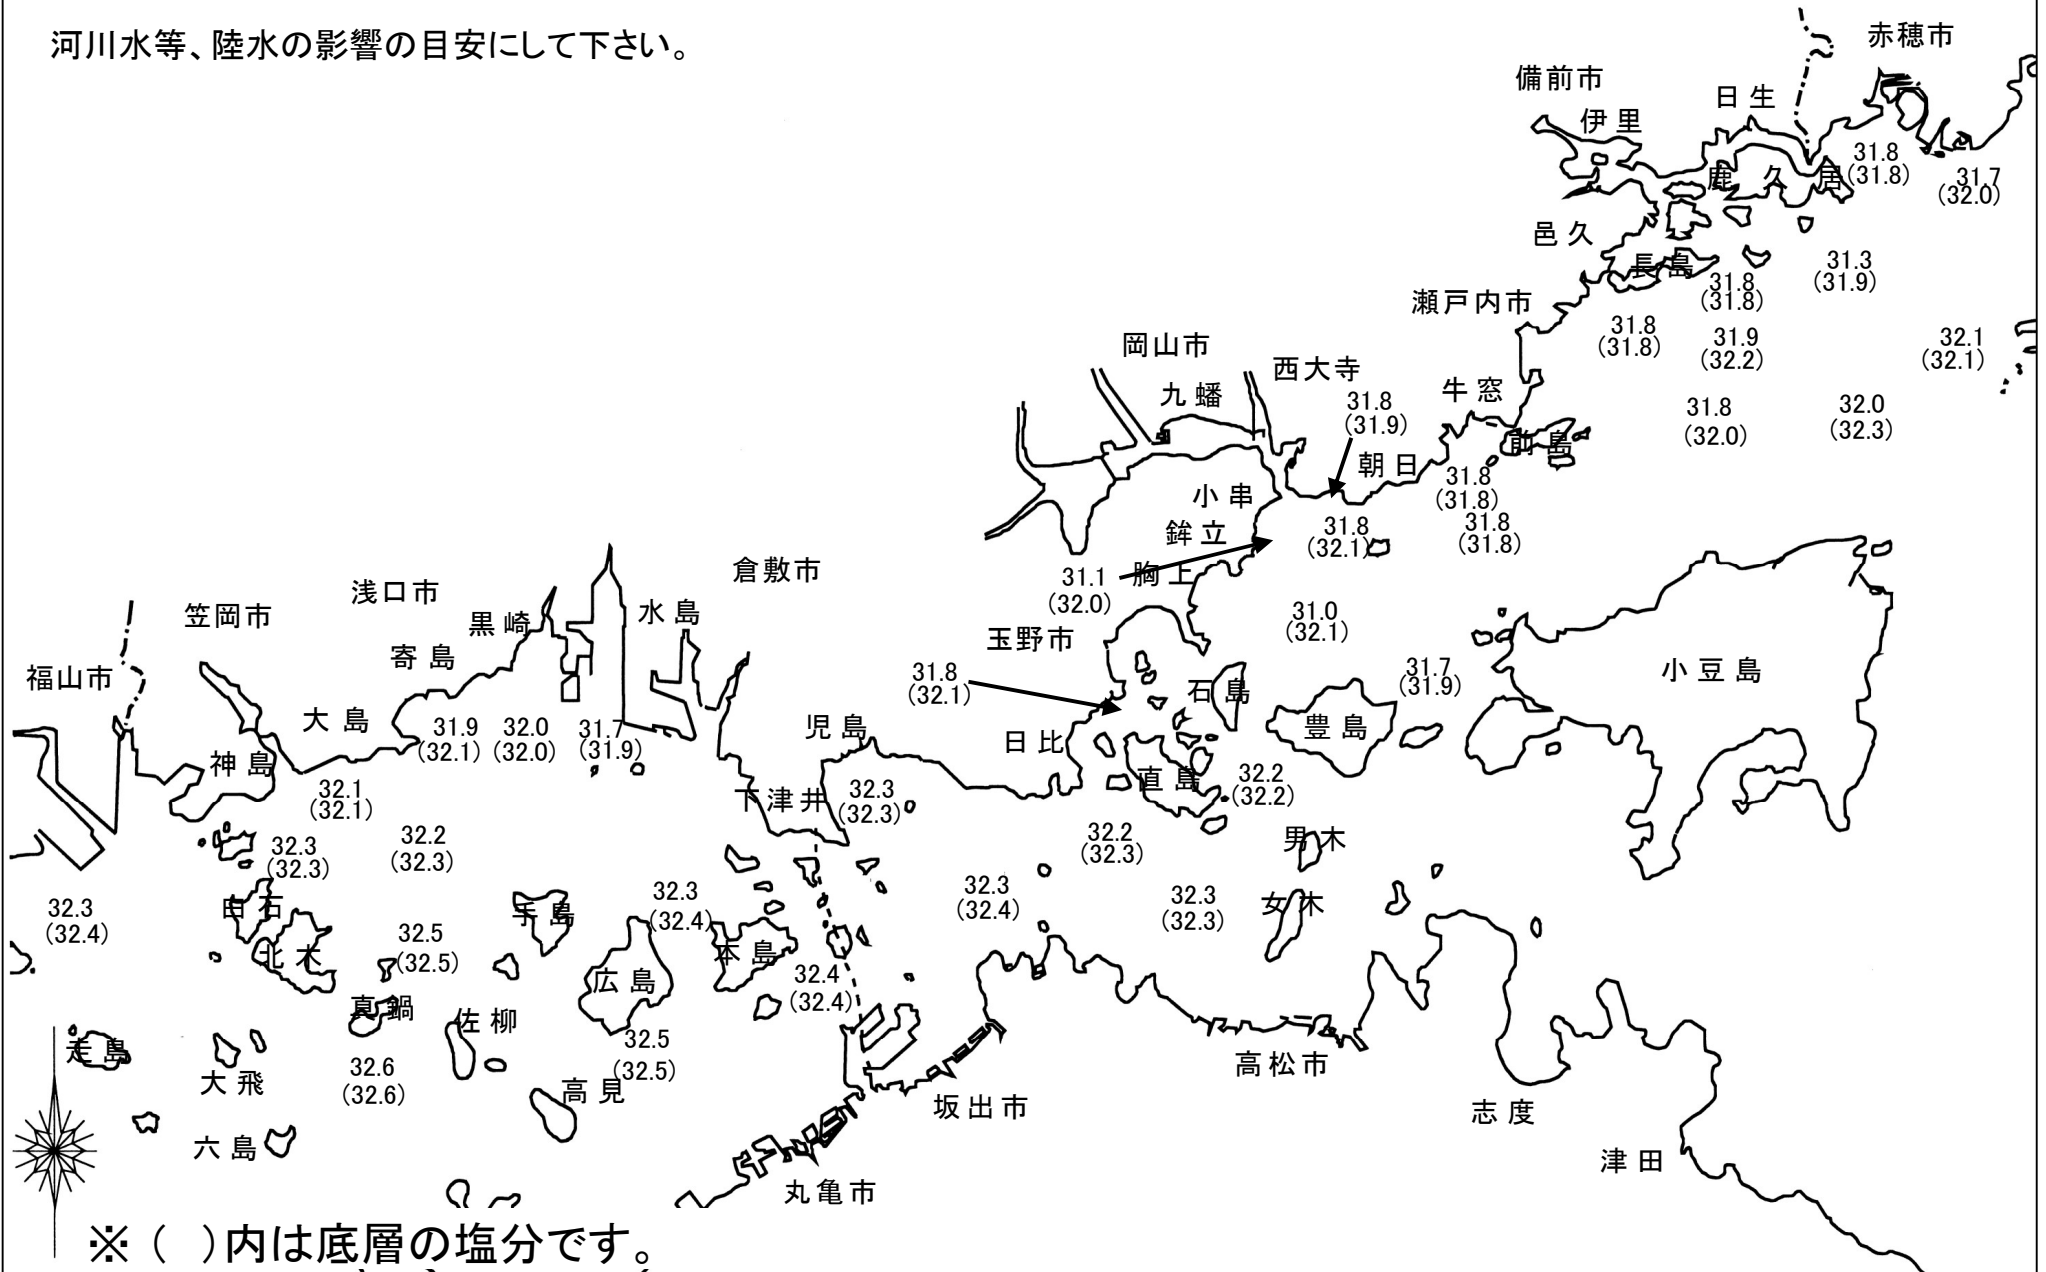 河川水等、陸水の影響の目安にして下さい。
赤穂市
備前市
日生
伊里
31.8
(31.8)
鹿久居
31.7
(32.0)
邑久
長島
31.3
(31.9)
31.8
(31.8)
瀬戸内市
31.8
(31.8)
31.9
(32.2)
32.1
(32.1)
岡山市
西大寺
九蟠
牛窓
31.8
(31.9)
31.8
(32.0)
32.0
(32.3)
前島
朝日
31.8
(31.8)
小串
31.8
(32.1)
31.8
(31.8)
鉾立
胸上
31.1
(32.0)
倉敷市
浅口市
笠岡市
黒崎
水島
31.0
(32.1)
玉野市
寄島
福山市
31.8
(32.1)
石島
31.7
(31.9)
小豆島
大島
31.9
(32.1)
32.0
(32.0)
31.7
(31.9)
児島
日比
豊島
神島
直島
32.2
(32.2)
32.1
(32.1)
下津井
32.3
(32.3)
32.3
(32.3)
32.2
(32.3)
32.2
(32.3)
男木
白石
32.3
(32.4)
手島
32.3
(32.4)
32.3
(32.4)
32.3
(32.3)
女木
北木
32.5
(32.5)
本島
広島
32.4
(32.4)
真鍋
佐柳
走島
32.5
(32.5)
大飛
32.6
(32.6)
高見
高松市
坂出市
志度
六島
津田
丸亀市
※（ ）内は底層の塩分です。